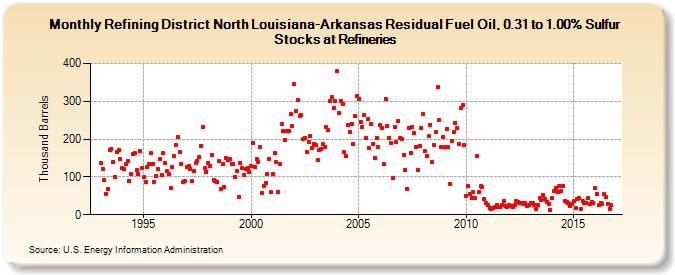 Monthly Refining District North Louisiana-Arkansas Residual Fuel Oil, 0.31 to 1.00% Sulfur
Stocks at Refineries
Thousand Barrels
400
300
200
100
0
1995
2000
2005
2010
2015
Source: U.S. Energy Information Administration